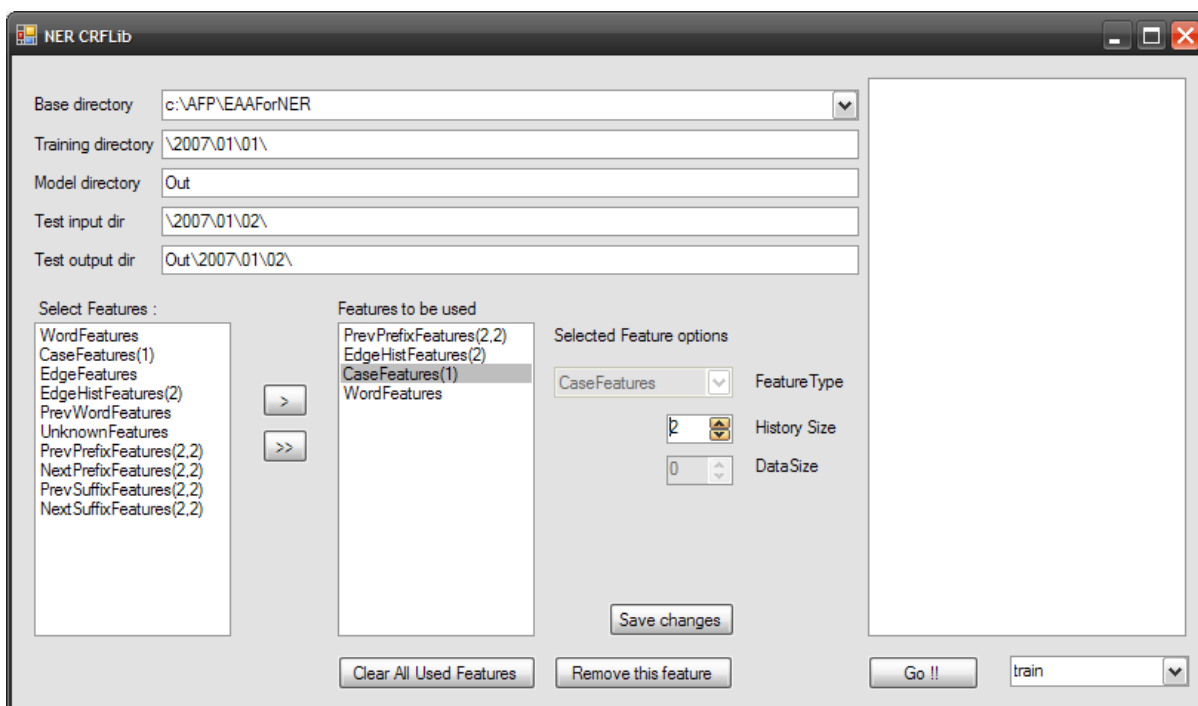 NER CRFLib
Base directory c:\AFP\EAAForNER
Training directory \2007\01\01\
Model directory Out
Test input dir \2007\01\02\
Test output dir Out\2007\01\02\
Select Features :
WordFeatures
CaseFeatures(1)
EdgeFeatures
EdgeHistFeatures(2)
PrevWordFeatures
UnknownFeatures
PrevPrefixFeatures(2,2)
NextPrefixFeatures(2,2)
PrevSuffixFeatures(2,2)
NextSuffixFeatures(2,2)
>
>>
Features to be used
PrevPrefixFeatures(2,2)
EdgeHistFeatures(2)
CaseFeatures(1)
WordFeatures
Selected Feature options
CaseFeatures FeatureType
2 History Size
0 DataSize
Save changes
Clear All Used Features
Remove this feature
Go !!
train